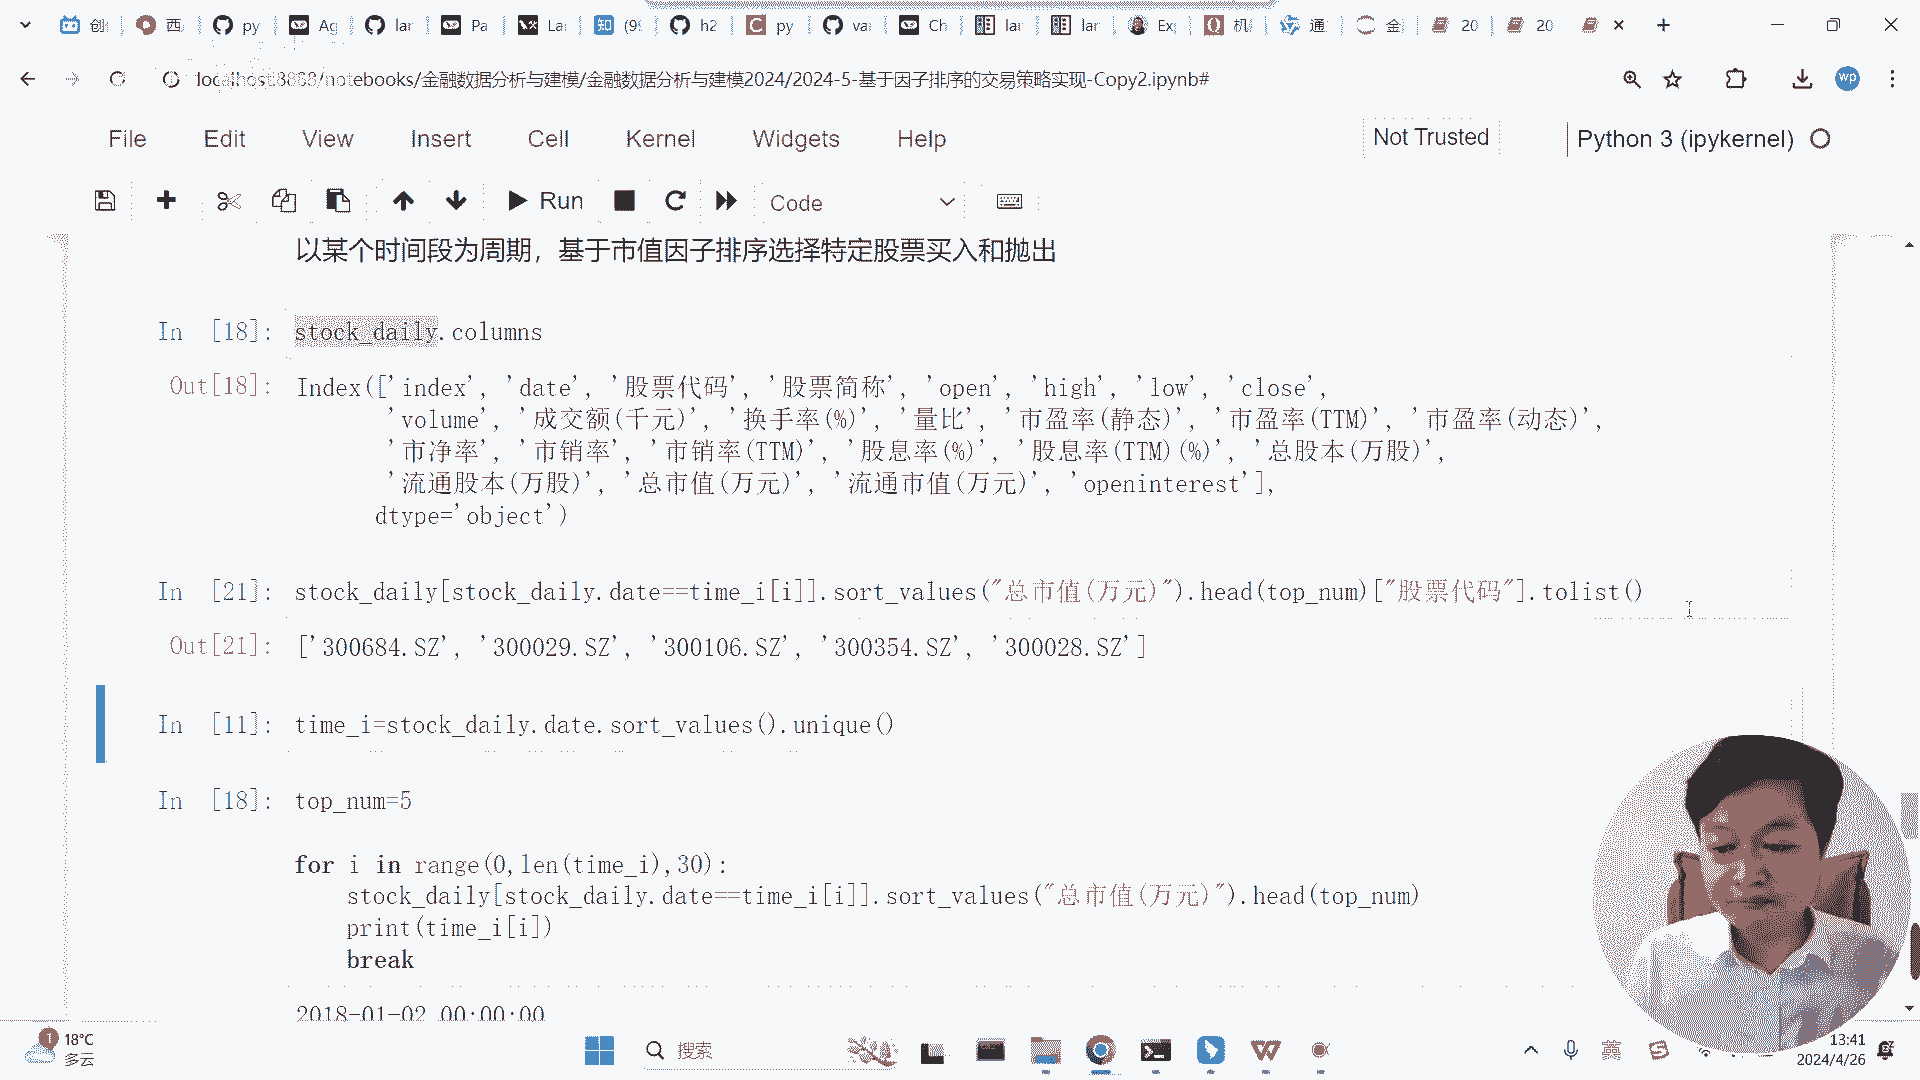 创 西 py Ag lar Pa La 知 (9 h2 py va Ch lar lar Ex 机 通 金 20 20
localhost:8888/notebooks/金融数据分析与建模/金融数据分析与建模2024/2024-5-基于因子排序的交易策略实现-Copy2.ipynb#
wp
File Edit View Insert Cell Kernel Widgets Help Not Trusted Python 3 (ipykernel)
Run Code
以某个时间段为周期，基于市值因子排序选择特定股票买入和抛出
In [18]: stock_daily.columns
Out[18]: Index(['index', 'date', '股票代码', '股票简称', 'open', 'high', 'low', 'close',
'volume', '成交额(千元)', '换手率(%)', '量比', '市盈率(静态)', '市盈率(TTM)', '市盈率(动态)',
'市净率', '市销率', '市销率(TTM)', '股息率(%)', '股息率(TTM)(%)', '总股本(万股)',
'流通股本(万股)', '总市值(万元)', '流通市值(万元)', 'openinterest'],
dtype='object')
In [21]: stock_daily[stock_daily.date==time_i[i]].sort_values("总市值(万元)").head(top_num)["股票代码"].tolist()
Out[21]: ['300684.SZ', '300029.SZ', '300106.SZ', '300354.SZ', '300028.SZ']
In [11]: time_i=stock_daily.date.sort_values().unique()
In [18]: top_num=5
for i in range(0,len(time_i),30):
stock_daily[stock_daily.date==time_i[i]].sort_values("总市值(万元)").head(top_num)
print(time_i[i])
break
2018-01-02 00:00:00
1 18°C
多云
搜索
英
13:41
2024/4/26